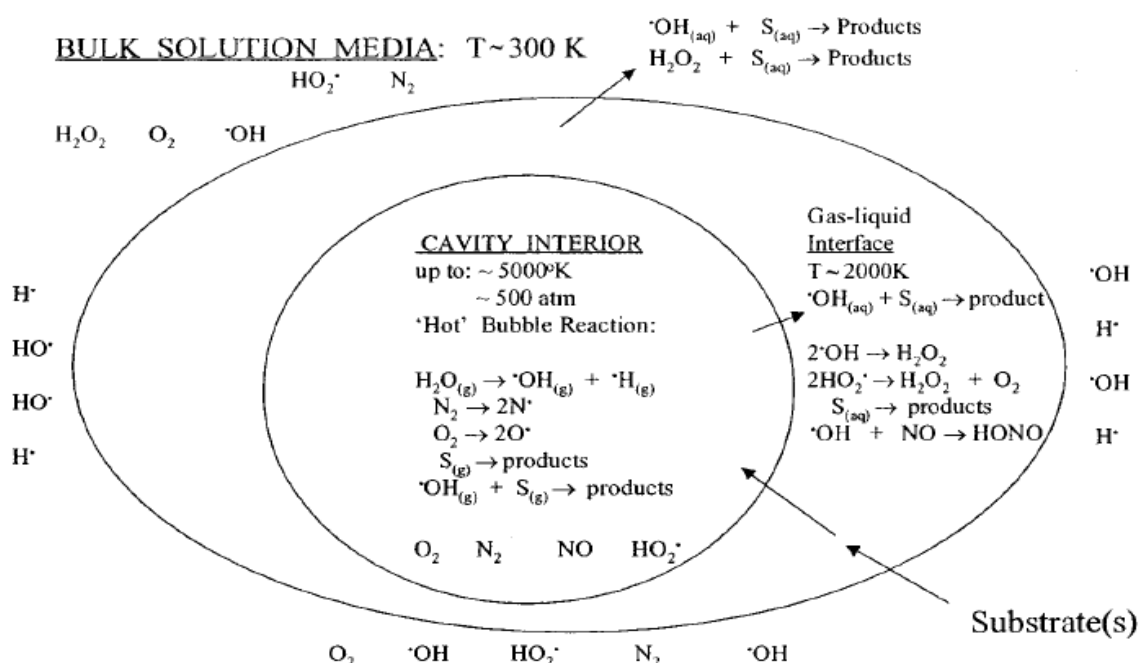 BULK SOLUTION MEDIA: T~300 K
HO₂• N₂
H₂O₂ O₂ •OH
•OH(aq) + S(aq) → Products
H₂O₂ + S(aq) → Products
CAVITY INTERIOR
up to: ~ 5000°K
~ 500 atm
'Hot' Bubble Reaction:
H₂O(g) → •OH(g) + •H(g)
N₂ → 2N•
O₂ → 2O•
S(g) → products
•OH(g) + S(g) → products
O₂ N₂ NO HO₂•
Gas-liquid
Interface
T~2000K
•OH(aq) + S(aq) → product
2•OH → H₂O₂
2HO₂• → H₂O₂ + O₂
S(aq) → products
•OH + NO → HONO
H•
HO•
HO•
H•
•OH
H•
•OH
H•
Substrate(s)
O₂ •OH HO₂• N₂ •OH